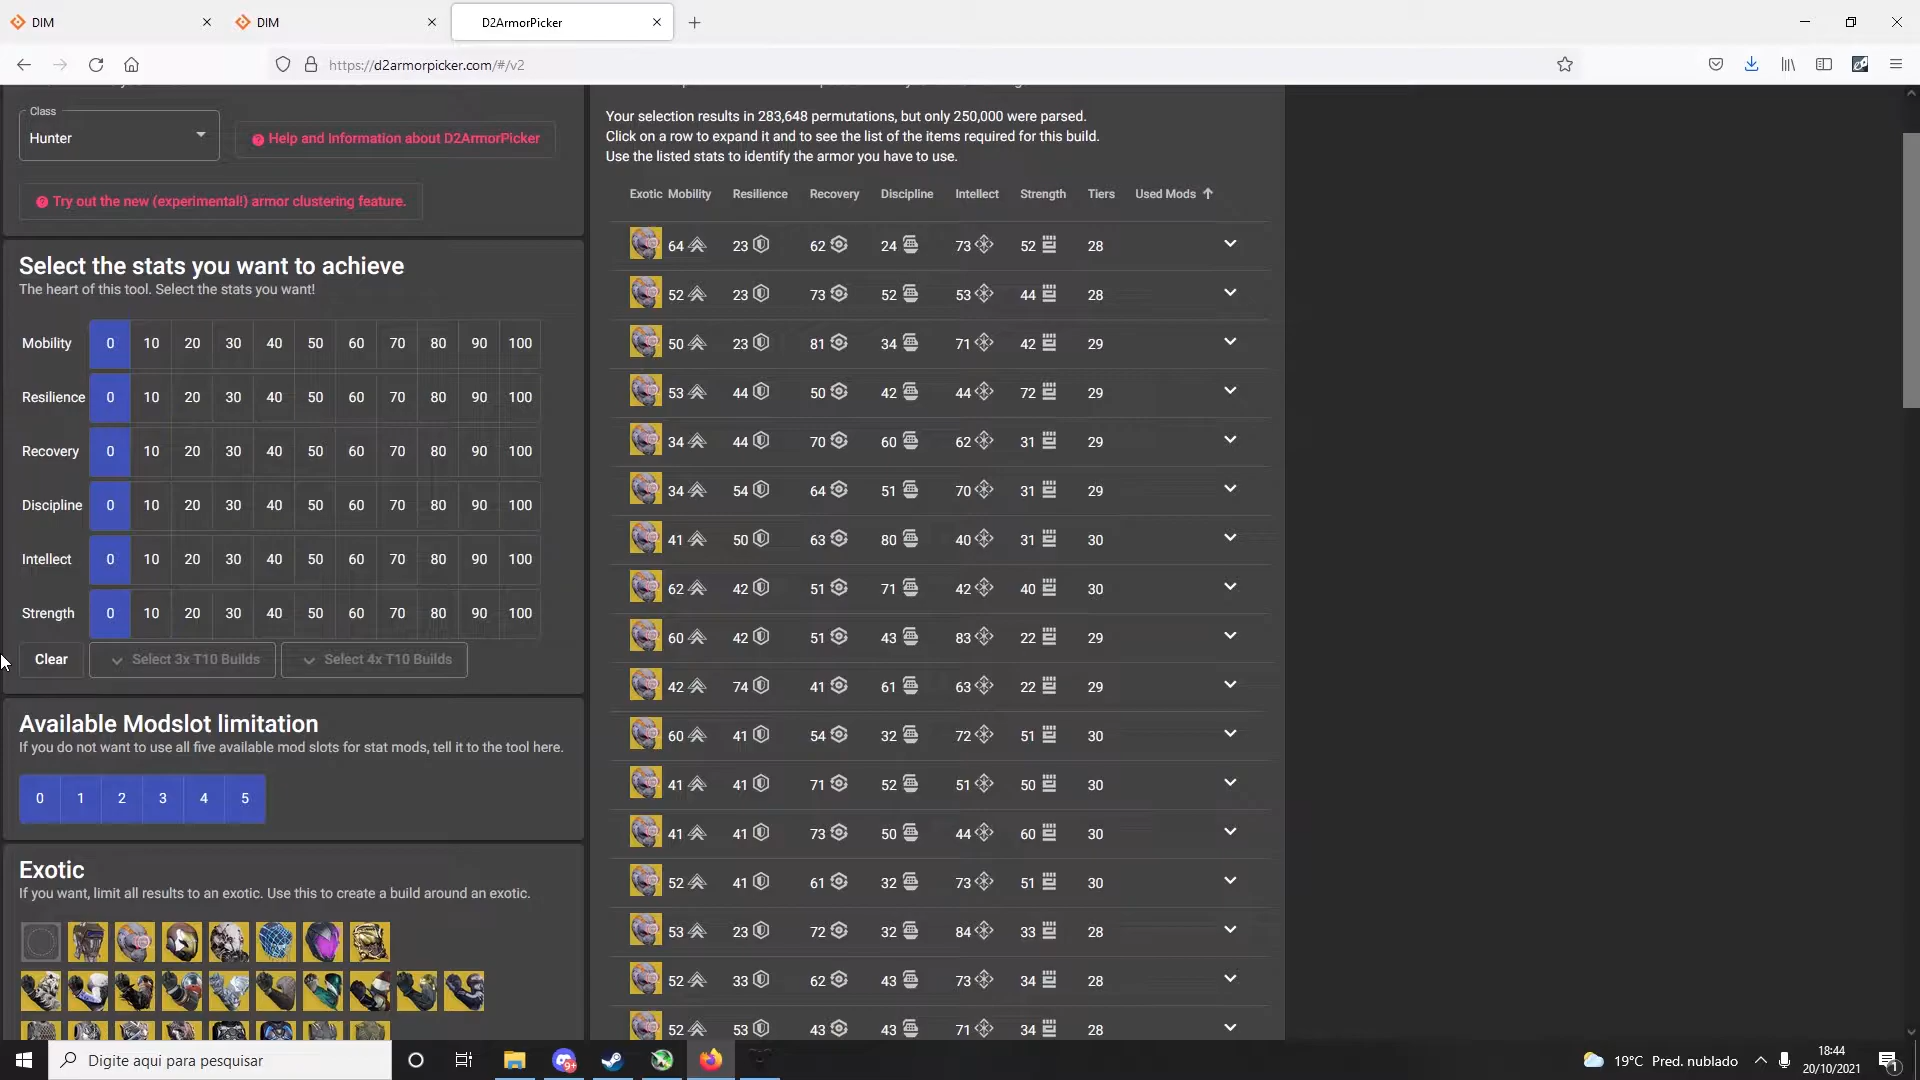 DIM
DIM
D2ArmorPicker
https://d2armorpicker.com/#/v2
Class
Hunter
Help and Information about D2ArmorPicker
Try out the new (experimental!) armor clustering feature.
Select the stats you want to achieve
The heart of this tool. Select the stats you want!
Mobility 0 10 20 30 40 50 60 70 80 90 100
Resilience 0 10 20 30 40 50 60 70 80 90 100
Recovery 0 10 20 30 40 50 60 70 80 90 100
Discipline 0 10 20 30 40 50 60 70 80 90 100
Intellect 0 10 20 30 40 50 60 70 80 90 100
Strength 0 10 20 30 40 50 60 70 80 90 100
Clear Select 3x T10 Builds Select 4x T10 Builds
Available Modslot limitation
If you do not want to use all five available mod slots for stat mods, tell it to the tool here.
0 1 2 3 4 5
Exotic
If you want, limit all results to an exotic. Use this to create a build around an exotic.
Your selection results in 283,648 permutations, but only 250,000 were parsed.
Click on a row to expand it and to see the list of the items required for this build.
Use the listed stats to identify the armor you have to use.
Exotic Mobility Resilience Recovery Discipline Intellect Strength Tiers Used Mods
64 23 62 24 73 52 28
52 23 73 52 53 44 28
50 23 81 34 71 42 29
53 44 50 42 44 72 29
34 44 70 60 62 31 29
34 54 64 51 70 31 29
41 50 63 80 40 31 30
62 42 51 71 42 40 30
60 42 51 43 83 22 29
42 74 41 61 63 22 29
60 41 54 32 72 51 30
41 41 71 52 51 50 30
41 41 73 50 44 60 30
52 41 61 32 73 51 30
53 23 72 32 84 33 28
52 33 62 43 73 34 28
52 53 43 43 71 34 28
Digite aqui para pesquisar
9+
19°C Pred. nublado
18:44
20/10/2021
1